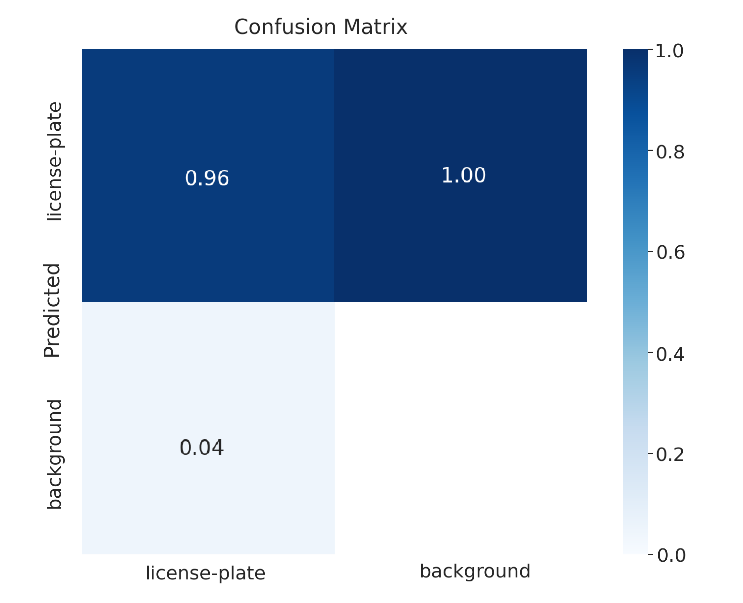 Confusion Matrix
license-plate
Predicted
background
0.96
1.00
0.04
license-plate
background
1.0
0.8
0.6
0.4
0.2
0.0